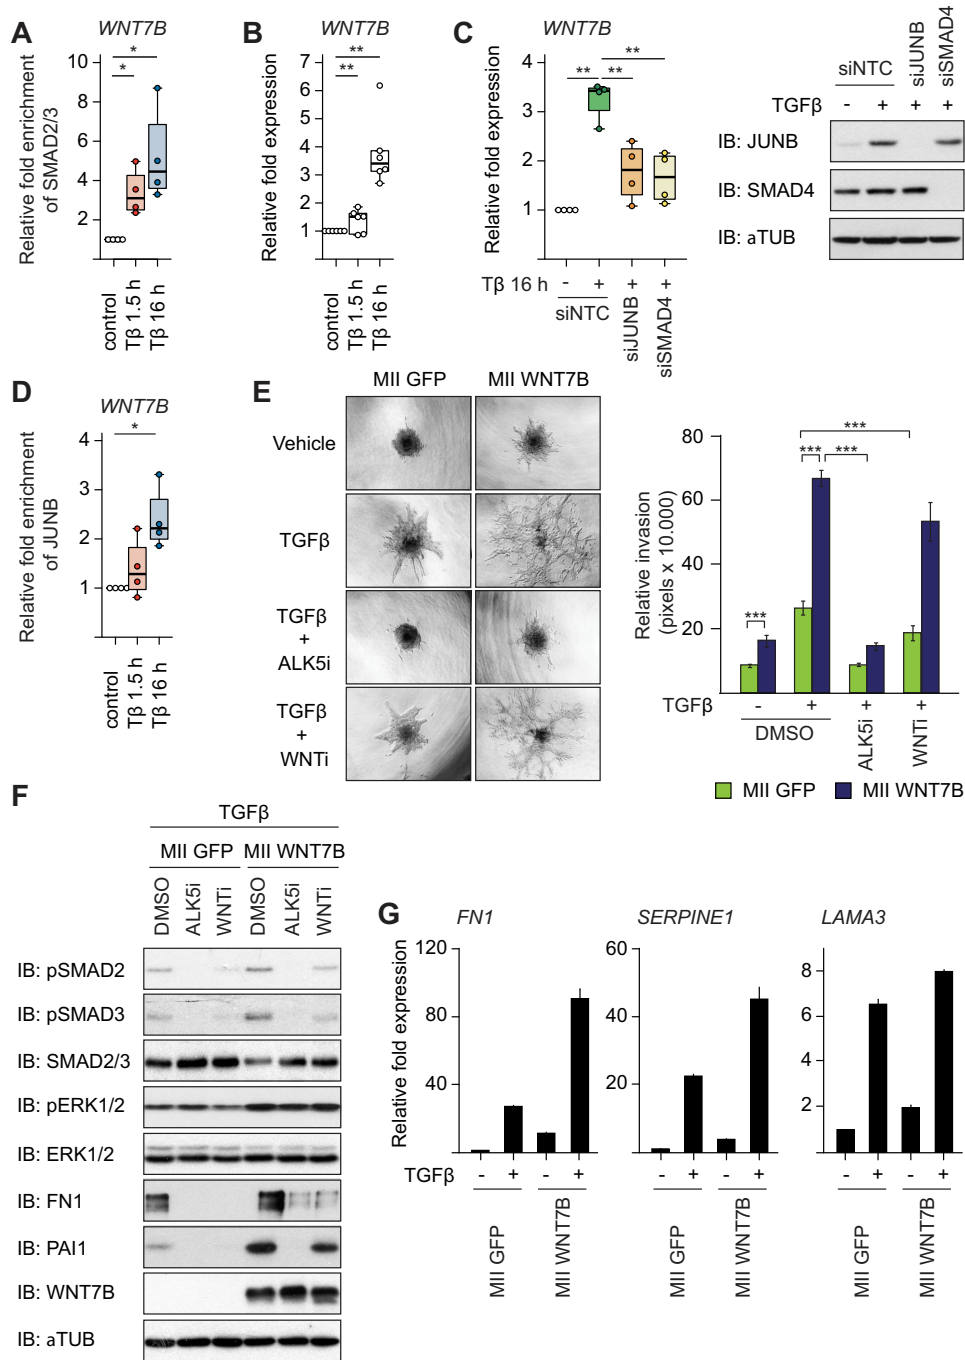 A
WNT7B
Relative fold enrichment
of SMAD2/3
10
8
6
4
2
*
*
control
Tβ 1.5 h
Tβ 16 h
B
WNT7B
Relative fold expression
7
6
5
4
3
2
1
**
**
control
Tβ 1.5 h
Tβ 16 h
C
WNT7B
Relative fold expression
4
3
2
1
**
** **
Tβ 16 h - + + +
siNTC
siJUNB
siSMAD4
siNTC
siJUNB
siSMAD4
TGFβ - + + +
IB: JUNB
IB: SMAD4
IB: aTUB
D
WNT7B
Relative fold enrichment
of JUNB
4
3
2
1
*
control
Tβ 1.5 h
Tβ 16 h
E
MII GFP MII WNT7B
Vehicle
TGFβ
TGFβ
+
ALK5i
TGFβ
+
WNTi
Relative invasion
(pixels x 10.000)
80
60
40
20
***
*** ***
***
TGFβ - + + +
DMSO
ALK5i
WNTi
MII GFP MII WNT7B
F
TGFβ
MII GFP MII WNT7B
DMSO
ALK5i
WNTi
DMSO
ALK5i
WNTi
IB: pSMAD2
IB: pSMAD3
IB: SMAD2/3
IB: pERK1/2
IB: ERK1/2
IB: FN1
IB: PAI1
IB: WNT7B
IB: aTUB
G
FN1
Relative fold expression
120
80
40
TGFβ - + - +
MII GFP
MII WNT7B
SERPINE1
60
40
20
- + - +
MII GFP
MII WNT7B
LAMA3
8
6
4
2
- + - +
MII GFP
MII WNT7B